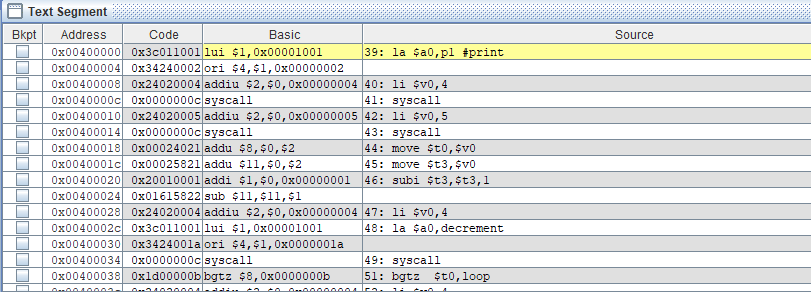 Text Segment
Bkpt Address Code Basic Source
0x00400000 0x3c011001 lui $1,0x00001001 39: la $a0,p1 #print
0x00400004 0x34240002 ori $4,$1,0x00000002
0x00400008 0x24020004 addiu $2,$0,0x00000004 40: li $v0,4
0x0040000c 0x0000000c syscall 41: syscall
0x00400010 0x24020005 addiu $2,$0,0x00000005 42: li $v0,5
0x00400014 0x0000000c syscall 43: syscall
0x00400018 0x00024021 addu $8,$0,$2 44: move $t0,$v0
0x0040001c 0x00025821 addu $11,$0,$2 45: move $t3,$v0
0x00400020 0x20010001 addi $1,$0,0x00000001 46: subi $t3,$t3,1
0x00400024 0x01615822 sub $11,$11,$1
0x00400028 0x24020004 addiu $2,$0,0x00000004 47: li $v0,4
0x0040002c 0x3c011001 lui $1,0x00001001 48: la $a0,decrement
0x00400030 0x3424001a ori $4,$1,0x0000001a
0x00400034 0x0000000c syscall 49: syscall
0x00400038 0x1d00000b bgtz $8,0x0000000b 51: bgtz $t0,loop